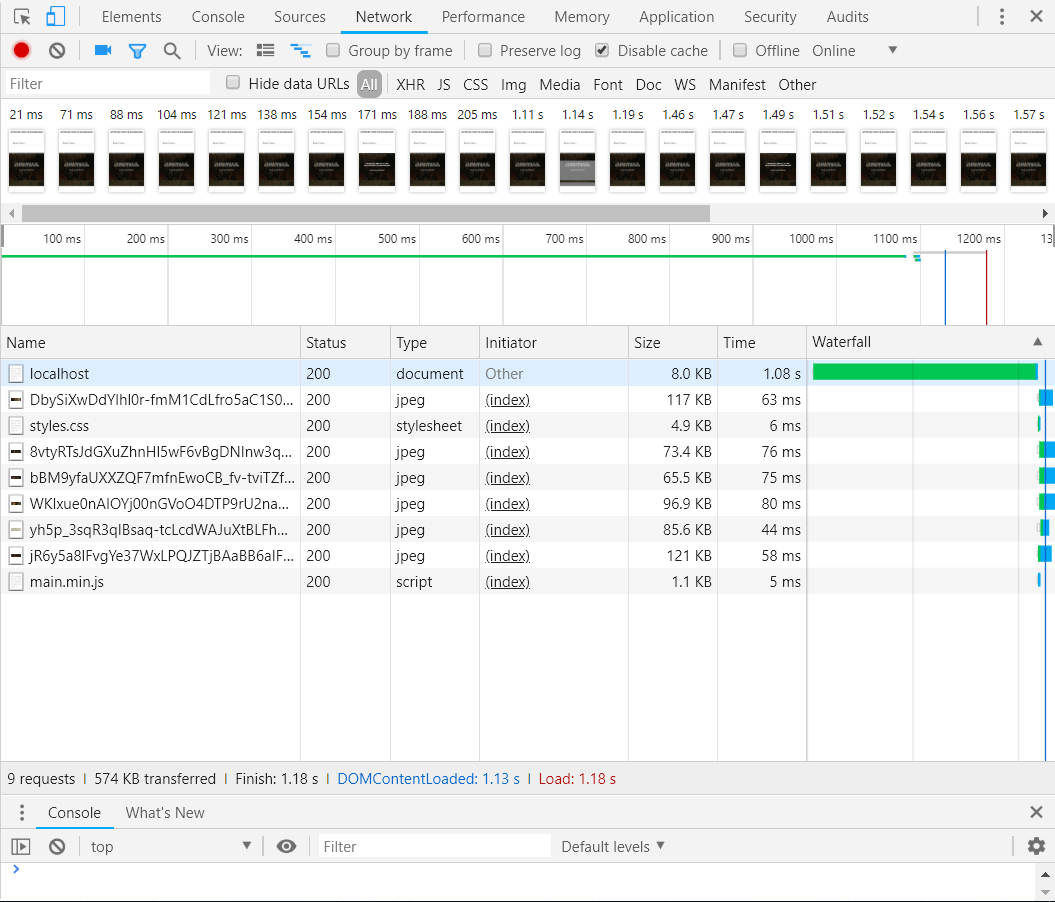 Elements Console Sources Network Performance Memory Application Security Audits
View: Group by frame Preserve log Disable cache Offline Online
Filter Hide data URLs All XHR JS CSS Img Media Font Doc WS Manifest Other
21 ms 71 ms 88 ms 104 ms 121 ms 138 ms 154 ms 171 ms 188 ms 205 ms 1.11 s 1.14 s 1.19 s 1.46 s 1.47 s 1.49 s 1.51 s 1.52 s 1.54 s 1.56 s 1.57 s
100 ms 200 ms 300 ms 400 ms 500 ms 600 ms 700 ms 800 ms 900 ms 1000 ms 1100 ms 1200 ms 13
Name Status Type Initiator Size Time Waterfall
localhost 200 document Other 8.0 KB 1.08 s
200 jpeg (index) 117 KB 63 ms
styles.css 200 stylesheet (index) 4.9 KB 6 ms
200 jpeg (index) 73.4 KB 76 ms
200 jpeg (index) 65.5 KB 75 ms
200 jpeg (index) 96.9 KB 80 ms
200 jpeg (index) 85.6 KB 44 ms
200 jpeg (index) 121 KB 58 ms
main.min.js 200 script (index) 1.1 KB 5 ms
9 requests 574 KB transferred Finish: 1.18 s DOMContentLoaded: 1.13 s Load: 1.18 s
Console What's New
top Filter Default levels